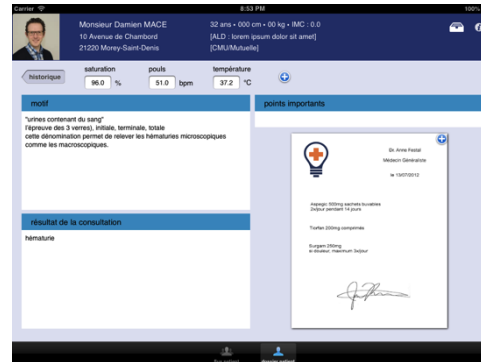 Carrier
8:53 PM
100%
Monsieur Damien MACE
10 Avenue de Chambord
21220 Morey-Saint-Denis
32 ans • 000 cm • 00 kg • IMC : 0.0
[ALD : lorem ipsum dolor sit amet]
[CMU/Mutuelle]
historique
saturation
96.0 %
pouls
51.0 bpm
température
37.2 °C
motif
"urines contenant du sang"
l'épreuve des 3 verres), initiale, terminale, totale
cette dénomination permet de relever les hématuries microscopiques
comme les macroscopiques.
résultat de la consultation
hématurie
points importants
Dr. Anne Festal
Médecin Généraliste
le 13/07/2012
Aspegic 500mg sachets buvables
2x/jour pendant 14 jours
200mg comprimés
Surgam 250mg
si douleur, maximum 3x/jour
dossier patient